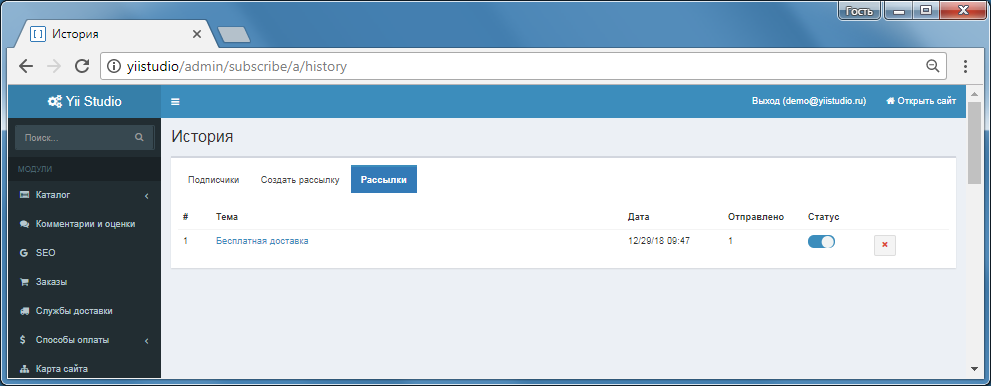 Гость
История
yiistudio/admin/subscribe/a/history
Yii Studio
Выход (demo@yiistudio.ru)
Открыть сайт
Поиск...
МОДУЛИ
Каталог
Комментарии и оценки
SEO
Заказы
Службы доставки
Способы оплаты
Карта сайта
История
Подписчики Создать рассылку Рассылки
# Тема Дата Отправлено Статус
1 Бесплатная доставка 12/29/18 09:47 1